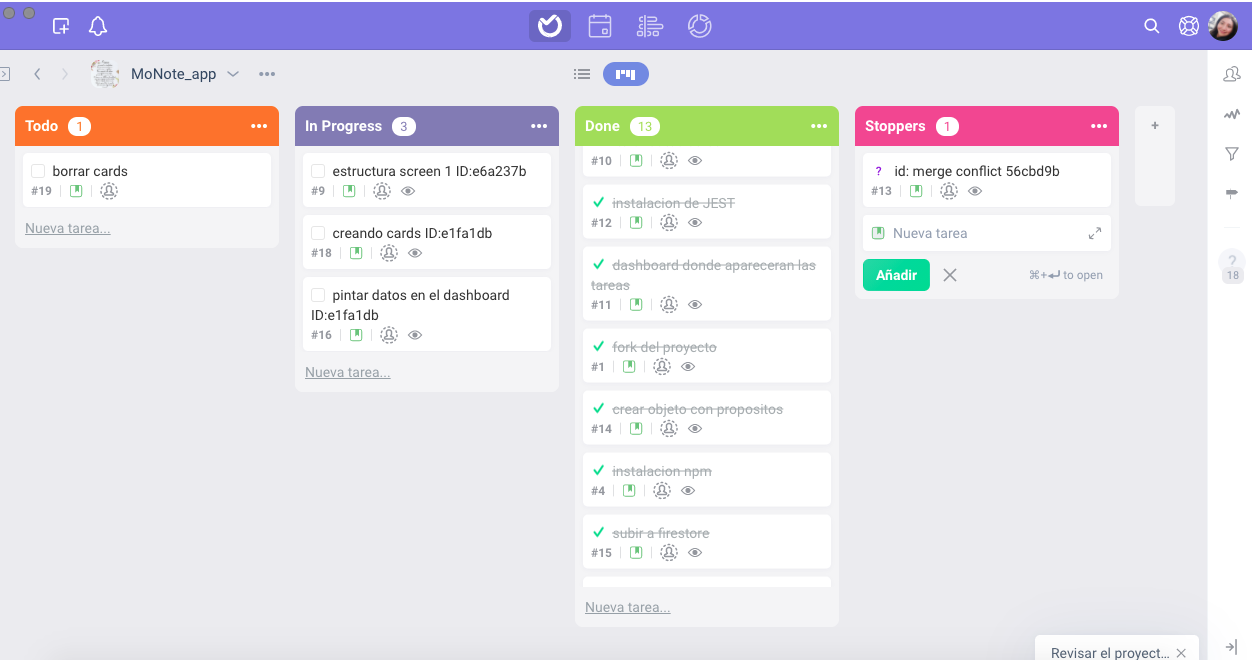 MoNote_app
Todo 1
borrar cards
#19
Nueva tarea...
In Progress 3
estructura screen 1 ID:e6a237b
#9
creando cards ID:e1fa1db
#18
pintar datos en el dashboard
ID:e1fa1db
#16
Nueva tarea...
Done 13
#10
instalacion de JEST
#12
dashboard donde apareceran las
tareas
#11
fork del proyecto
#1
crear objeto con propositos
#14
instalacion npm
#4
subir a firestore
#15
Nueva tarea...
Stoppers 1
? id: merge conflict 56cbd9b
#13
Nueva tarea
Añadir
⌘+↵ to open
+
?
18
Revisar el proyect...